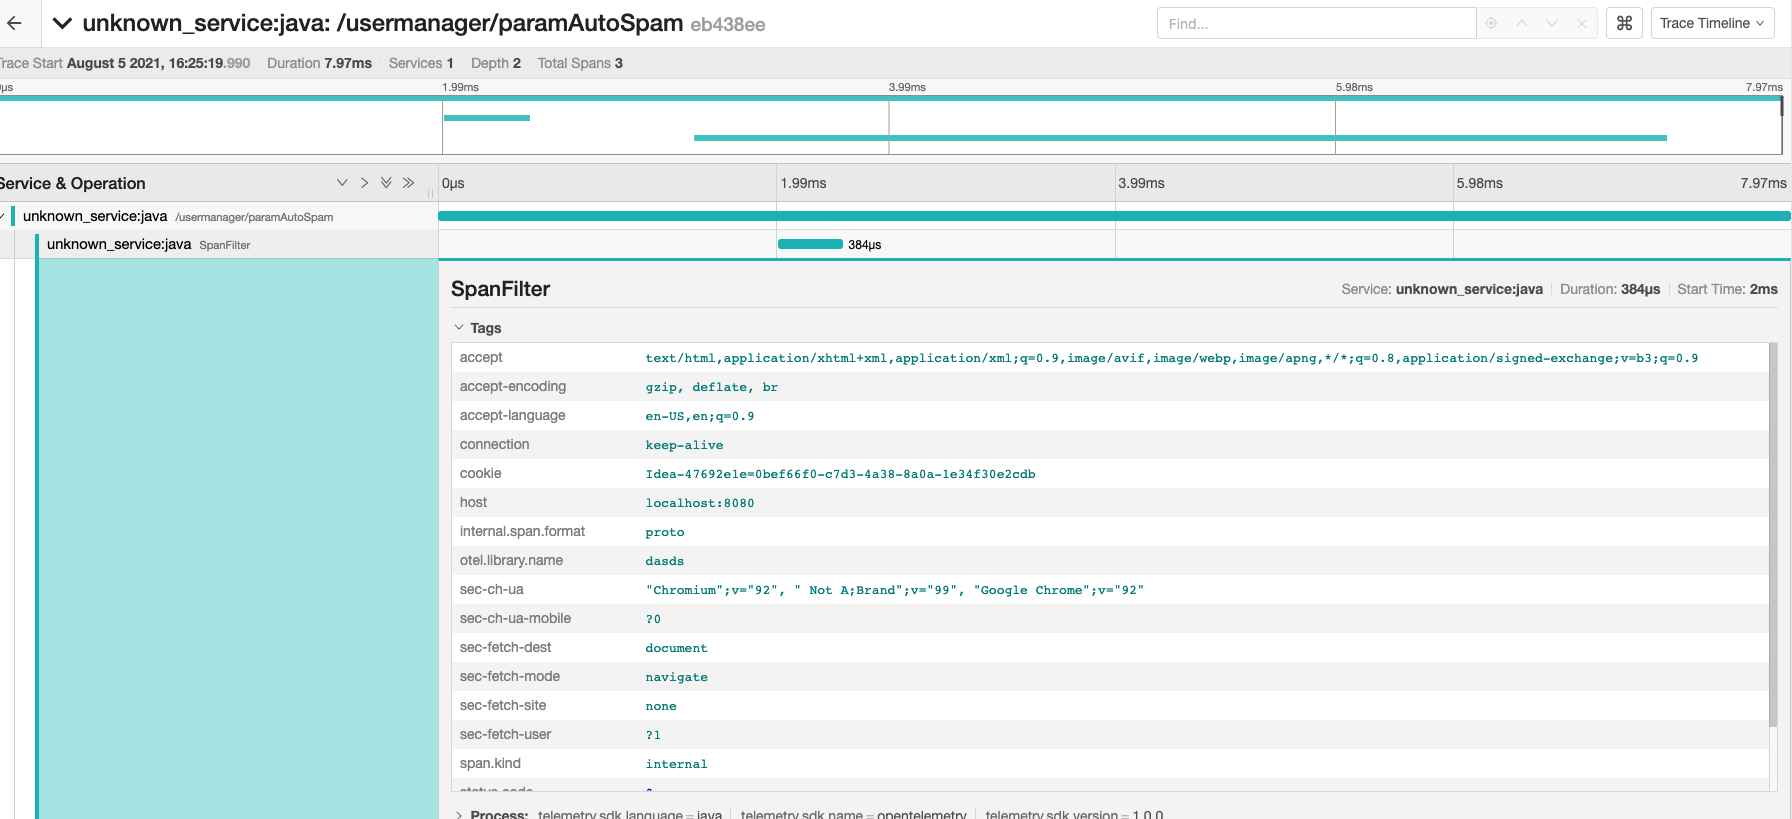 unknown_service:java: /usermanager/paramAutoSpam eb438ee
Find...
Trace Timeline
Trace Start August 5 2021, 16:25:19.990 Duration 7.97ms Services 1 Depth 2 Total Spans 3
0µs 1.99ms 3.99ms 5.98ms 7.97ms
Service & Operation 0µs 1.99ms 3.99ms 5.98ms 7.97ms
unknown_service:java /usermanager/paramAutoSpam
unknown_service:java SpanFilter 384µs
SpanFilter Service: unknown_service:java Duration: 384µs Start Time: 2ms
Tags
accept text/html,application/xhtml+xml,application/xml;q=0.9,image/avif,image/webp,image/apng,*/*;q=0.8,application/signed-exchange;v=b3;q=0.9
accept-encoding gzip, deflate, br
accept-language en-US,en;q=0.9
connection keep-alive
cookie Idea-47692e1e=0bef66f0-c7d3-4a38-8a0a-1e34f30e2cdb
host localhost:8080
internal.span.format proto
otel.library.name dasds
sec-ch-ua "Chromium";v="92", " Not A;Brand";v="99", "Google Chrome";v="92"
sec-ch-ua-mobile ?0
sec-fetch-dest document
sec-fetch-mode navigate
sec-fetch-site none
sec-fetch-user ?1
span.kind internal
status.code 0
Process: telemetry.sdk.language = java telemetry.sdk.name = opentelemetry telemetry.sdk.version = 1.0.0